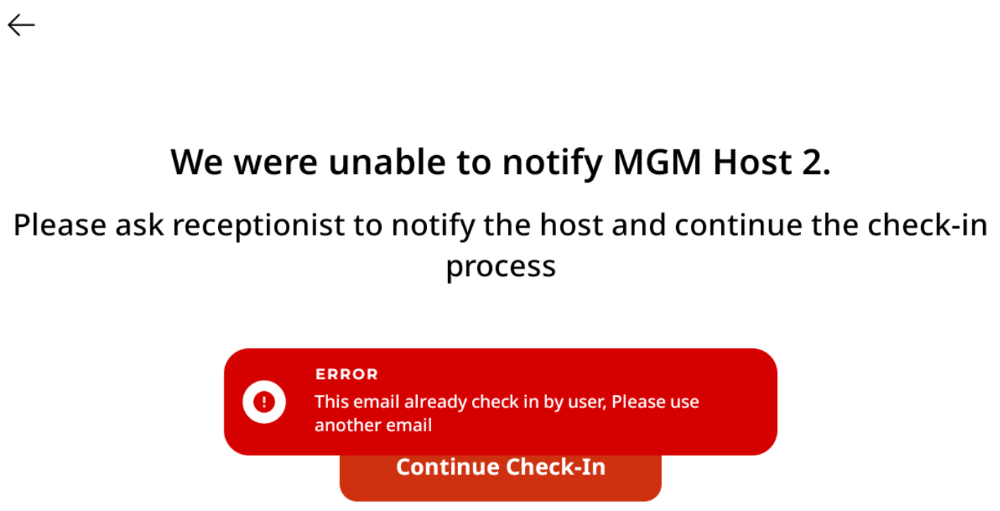 We were unable to notify MGM Host 2.
Please ask receptionist to notify the host and continue the check-in
process
ERROR
This email already check in by user, Please use
another email
Continue Check-In